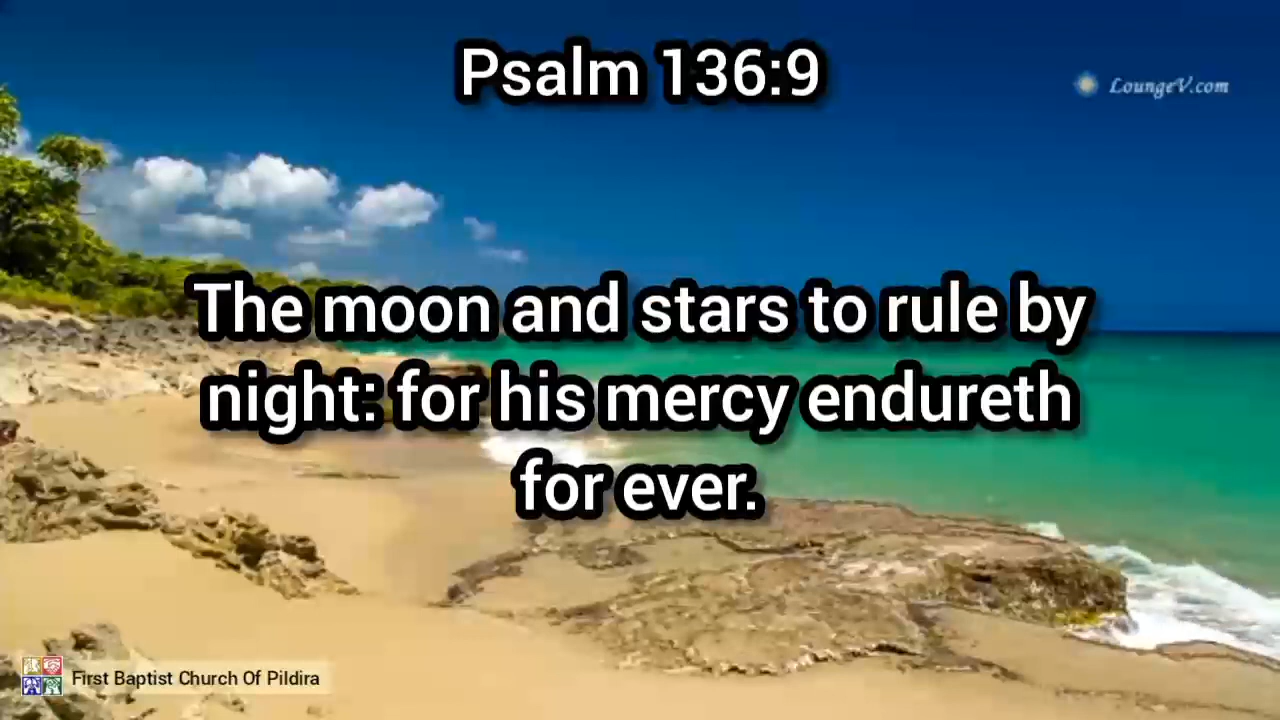 Psalm 136:9
LoungeV.com
The moon and stars to rule by
night: for his mercy endureth
for ever.
First Baptist Church Of Pildira